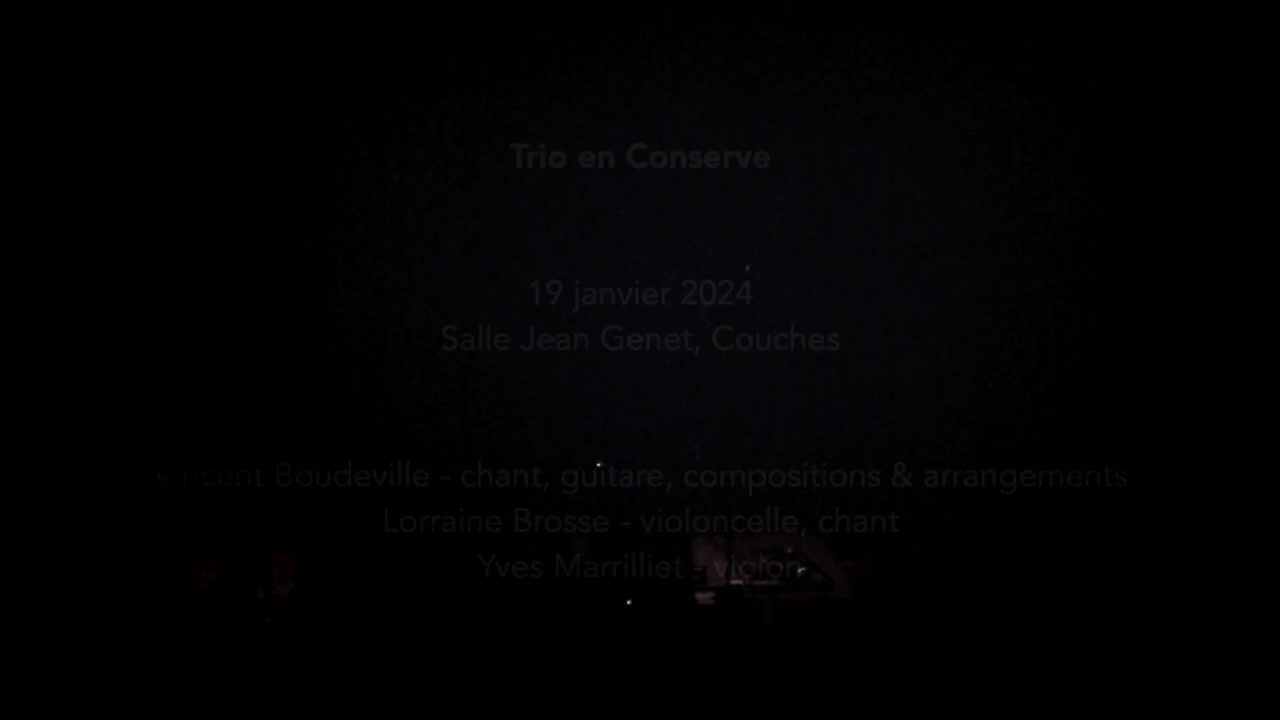 Trio en Conserve
19 janvier 2024
Salle Jean Genet, Couches
Vincent Boudeville - chant, guitare, compositions & arrangements
Lorraine Brosse - violoncelle, chant
Yves Marrilliet - violon